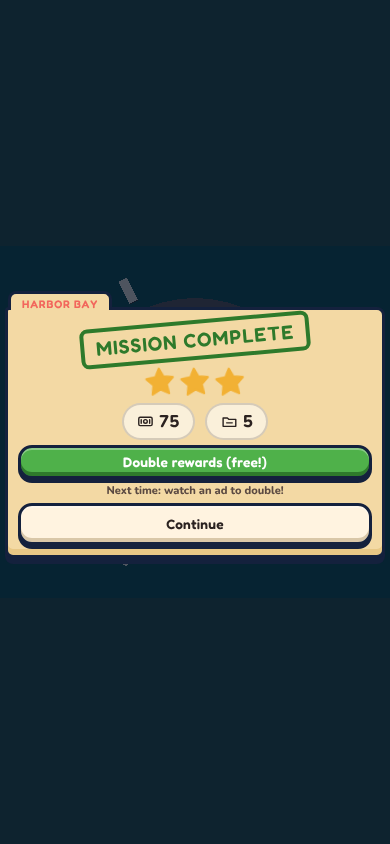 HARBOR BAY
MISSION COMPLETE
75
5
Double rewards (free!)
Next time: watch an ad to double!
Continue